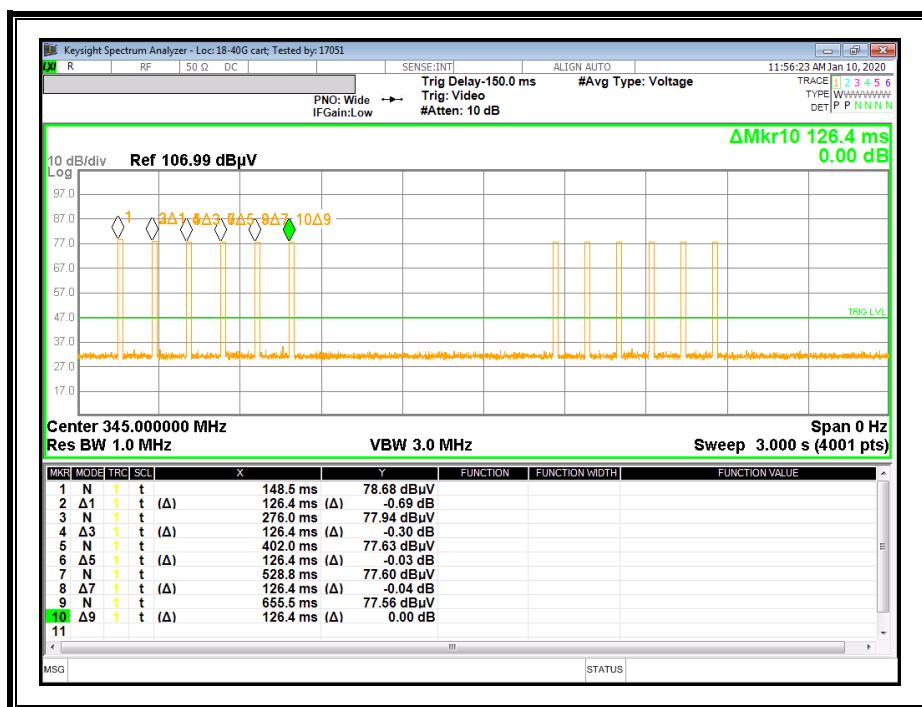 Keysight Spectrum Analyzer - Loc: 18-40G cart; Tested by: 17051
LXI R RF 50 Ω DC SENSE:INT ALIGN AUTO 11:56:23 AM Jan 10, 2020
PNO: Wide
IFGain:Low
Trig Delay-150.0 ms
Trig: Video
#Atten: 10 dB
#Avg Type: Voltage
TRACE 1 2 3 4 5 6
TYPE WWWWWWW
DET P P N N N N
ΔMkr10 126.4 ms
0.00 dB
10 dB/div Ref 106.99 dBµV
Log
97.0
87.0
77.0
67.0
57.0
47.0
37.0
27.0
17.0
1
10Δ9
TRIG LVL
Center 345.000000 MHz Span 0 Hz
Res BW 1.0 MHz VBW 3.0 MHz Sweep 3.000 s (4001 pts)
MKR MODE TRC SCL X Y FUNCTION FUNCTION WIDTH FUNCTION VALUE
1 N 1 t 148.5 ms 78.68 dBµV
2 Δ1 1 t (Δ) 126.4 ms (Δ) -0.69 dB
3 N 1 t 276.0 ms 77.94 dBµV
4 Δ3 1 t (Δ) 126.4 ms (Δ) -0.30 dB
5 N 1 t 402.0 ms 77.63 dBµV
6 Δ5 1 t (Δ) 126.4 ms (Δ) -0.03 dB
7 N 1 t 528.8 ms 77.60 dBµV
8 Δ7 1 t (Δ) 126.4 ms (Δ) -0.04 dB
9 N 1 t 655.5 ms 77.56 dBµV
10 Δ9 1 t (Δ) 126.4 ms (Δ) 0.00 dB
11
MSG STATUS